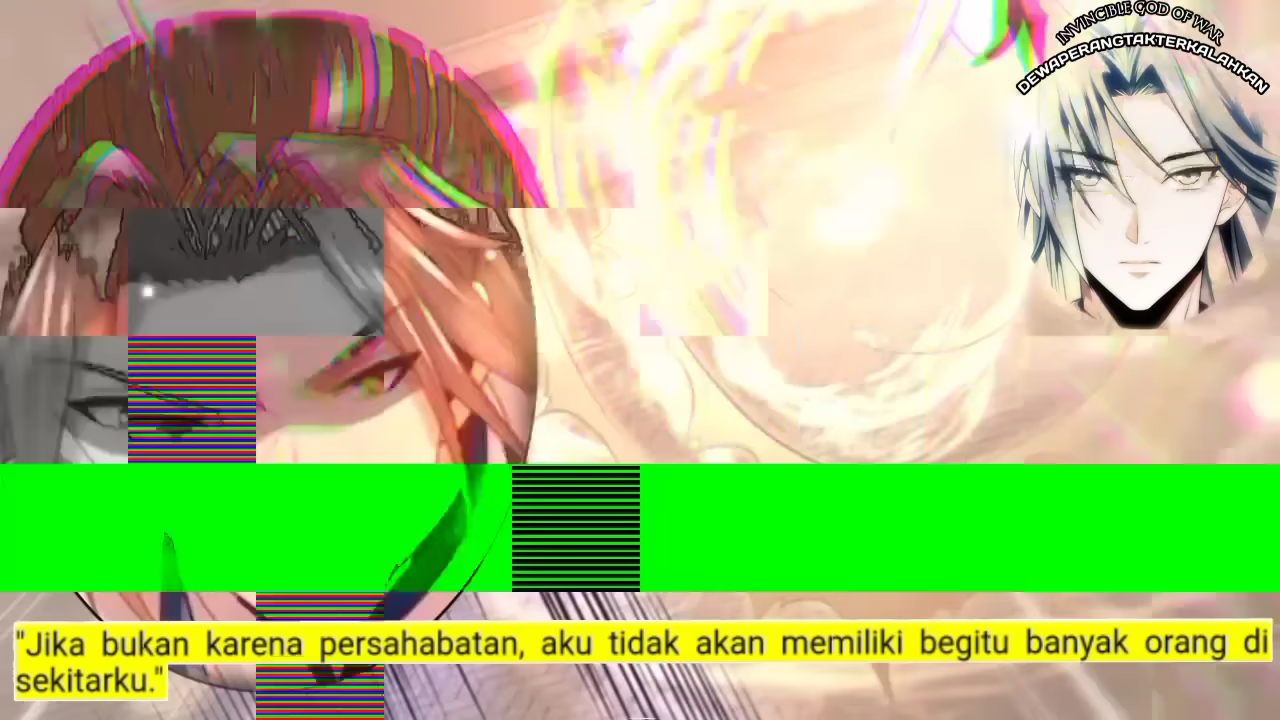 INVINCIBLE GOD OF WAR
DEWAPERANGTAKTERKALAHKAN
"Jika bukan karena persahabatan, aku tidak akan memiliki begitu banyak orang di
sekitarku."